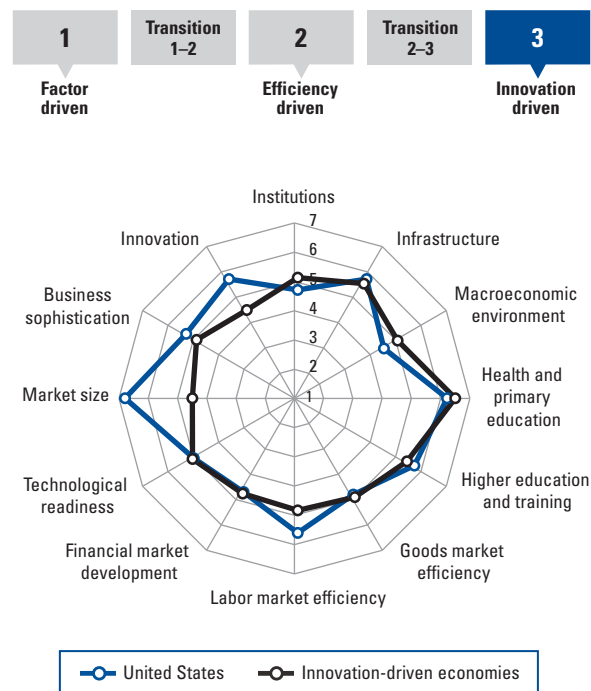 1
Transition
1–2
2
Transition
2–3
3
Factor
driven
Efficiency
driven
Innovation
driven
Institutions
7
Innovation
Infrastructure
6
5
Business
sophistication
Macroeconomic
environment
4
3
2
Market size
1
Health and
primary
education
Technological
readiness
Higher education
and training
Financial market
development
Goods market
efficiency
Labor market efficiency
United States
Innovation-driven economies